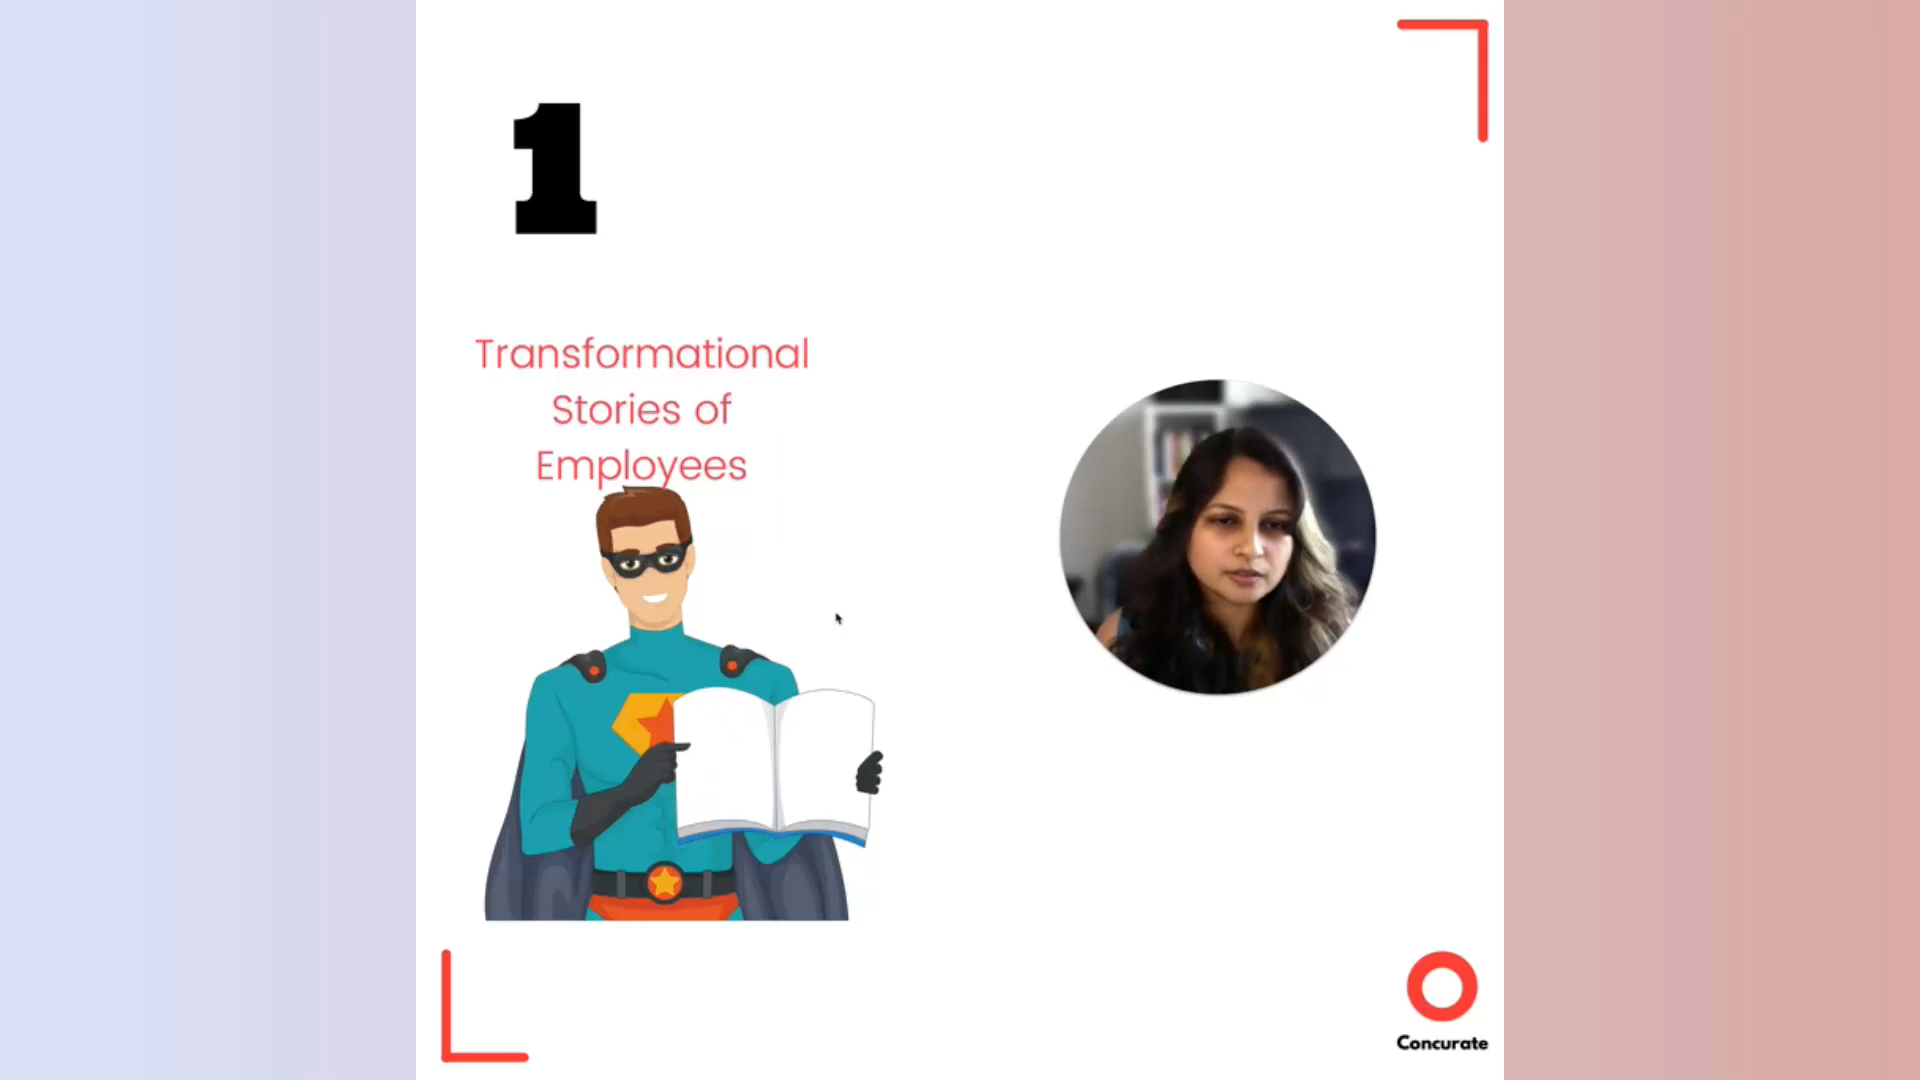 1
Transformational
Stories of
Employees
Concurate